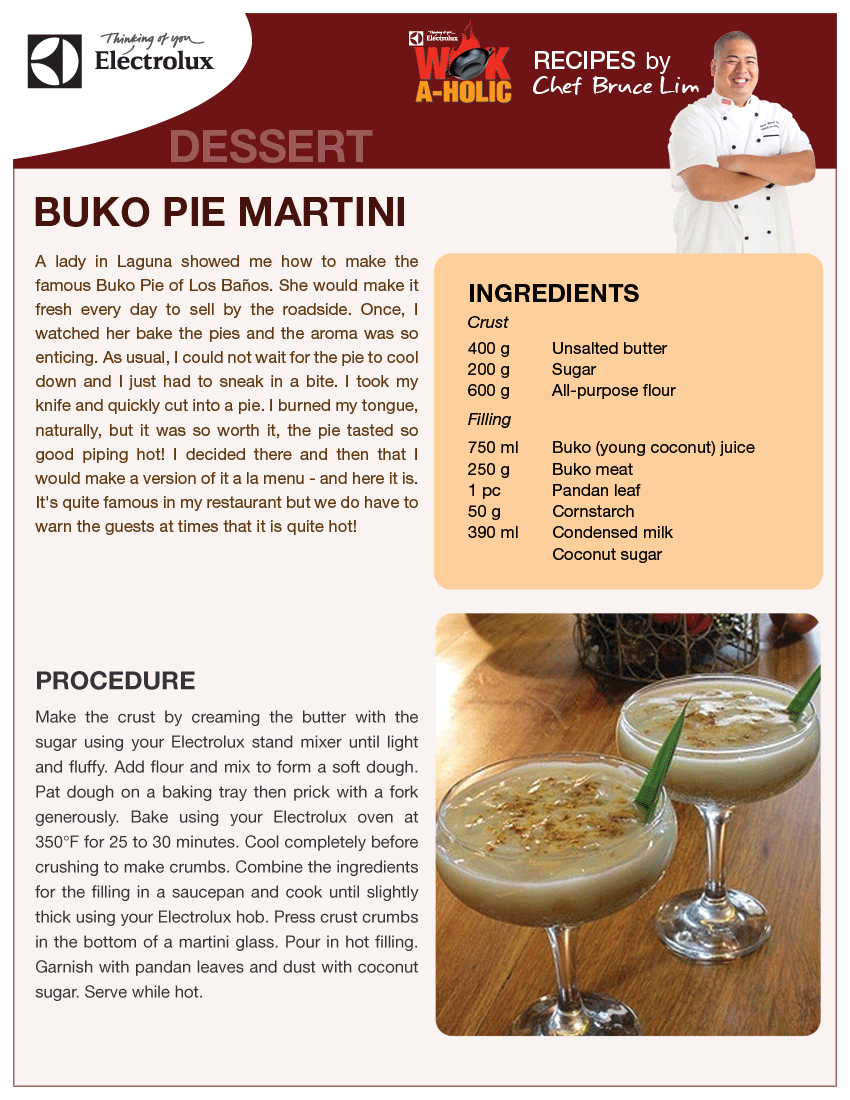 Thinking of you
Electrolux
Thinking of you
Electrolux
WOK
A-HOLIC
RECIPES by
Chef Bruce Lim
DESSERT
BUKO PIE MARTINI
A lady in Laguna showed me how to make the
famous Buko Pie of Los Baños. She would make it
fresh every day to sell by the roadside. Once, I
watched her bake the pies and the aroma was so
enticing. As usual, I could not wait for the pie to cool
down and I just had to sneak in a bite. I took my
knife and quickly cut into a pie. I burned my tongue,
naturally, but it was so worth it, the pie tasted so
good piping hot! I decided there and then that I
would make a version of it a la menu - and here it is.
It's quite famous in my restaurant but we do have to
warn the guests at times that it is quite hot!
INGREDIENTS
Crust
400 g Unsalted butter
200 g Sugar
600 g All-purpose flour
Filling
750 ml Buko (young coconut) juice
250 g Buko meat
1 pc Pandan leaf
50 g Cornstarch
390 ml Condensed milk
Coconut sugar
PROCEDURE
Make the crust by creaming the butter with the
sugar using your Electrolux stand mixer until light
and fluffy. Add flour and mix to form a soft dough.
Pat dough on a baking tray then prick with a fork
generously. Bake using your Electrolux oven at
350°F for 25 to 30 minutes. Cool completely before
crushing to make crumbs. Combine the ingredients
for the filling in a saucepan and cook until slightly
thick using your Electrolux hob. Press crust crumbs
in the bottom of a martini glass. Pour in hot filling.
Garnish with pandan leaves and dust with coconut
sugar. Serve while hot.